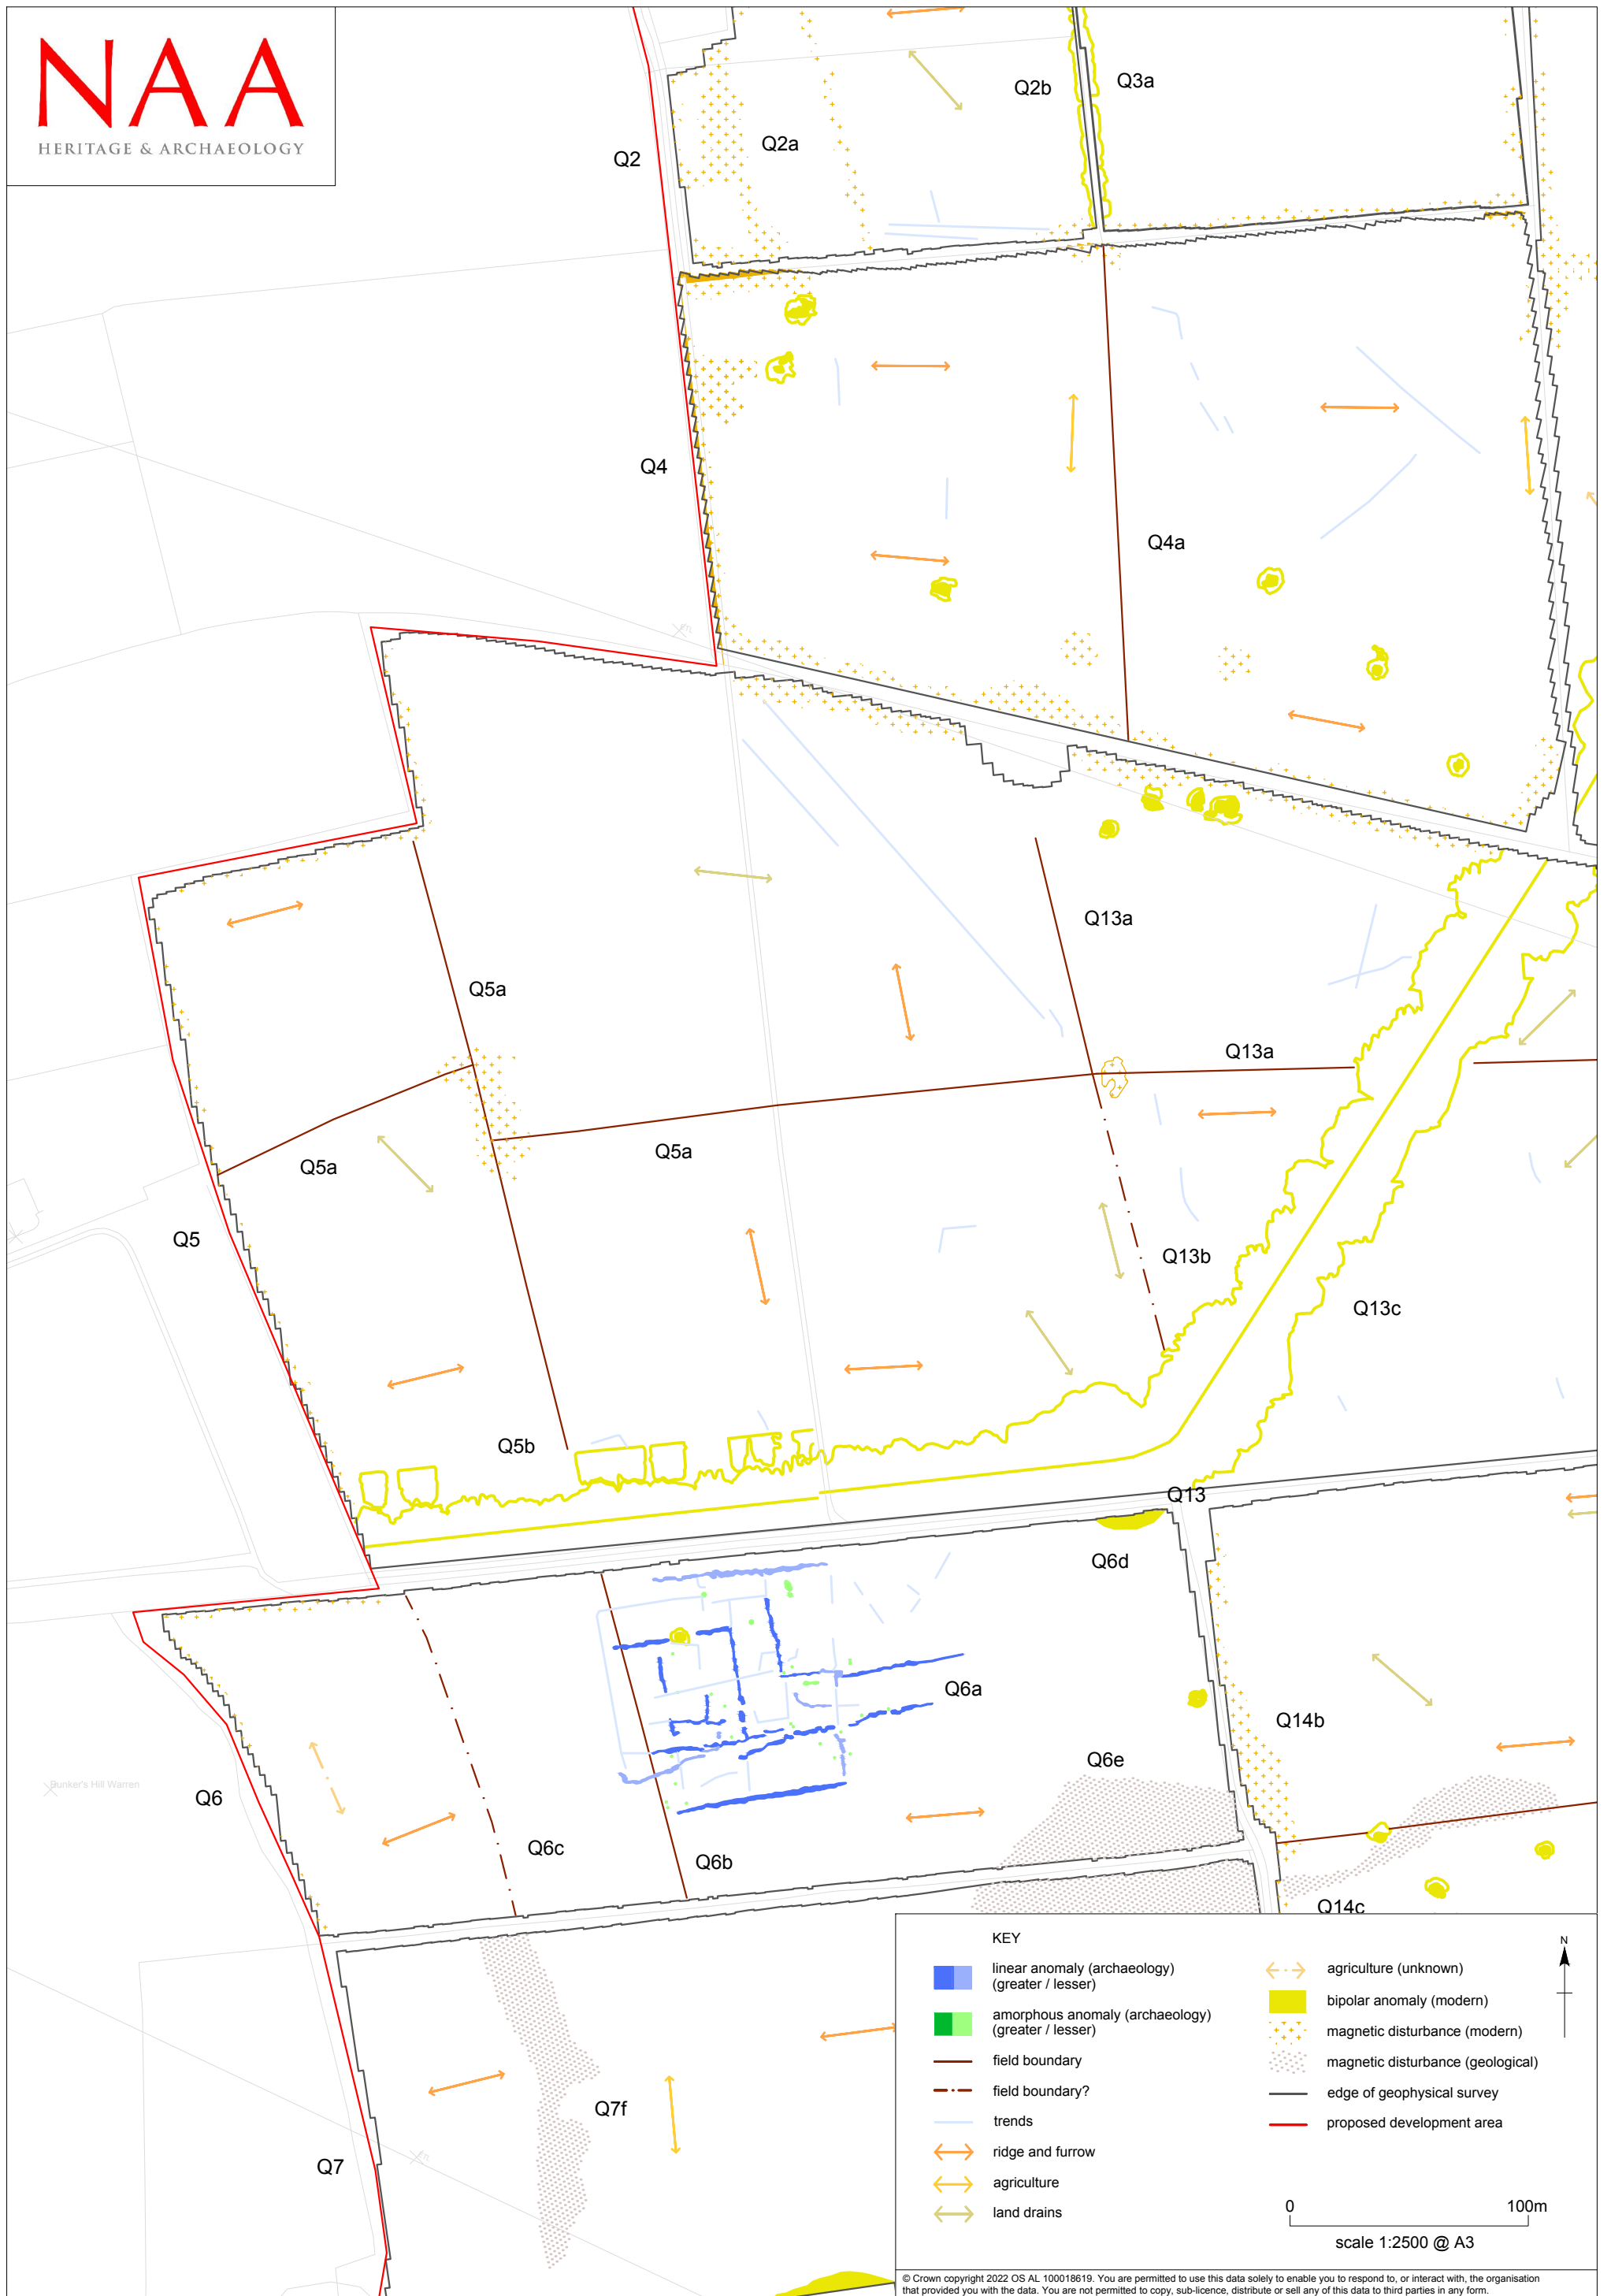 NAA
HERITAGE & ARCHAEOLOGY
Q2b
Q3a
Q2a
Q2
Q4
Q4a
Q13a
Q5a
Q13a
Q5a
Q5a
Q5
Q13b
Q13c
Q5b
Q13
Q6d
Q6a
Q14b
Q6e
Bunker's Hill Warren
Q6
Q6c
Q6b
Q14c
Q7f
Q7
KEY
linear anomaly (archaeology)
(greater / lesser)
amorphous anomaly (archaeology)
(greater / lesser)
field boundary
field boundary?
trends
ridge and furrow
agriculture
land drains
agriculture (unknown)
bipolar anomaly (modern)
magnetic disturbance (modern)
magnetic disturbance (geological)
edge of geophysical survey
proposed development area
N
0 100m
scale 1:2500 @ A3
© Crown copyright 2022 OS AL 100018619. You are permitted to use this data solely to enable you to respond to, or interact with, the organisation
that provided you with the data. You are not permitted to copy, sub-licence, distribute or sell any of this data to third parties in any form.